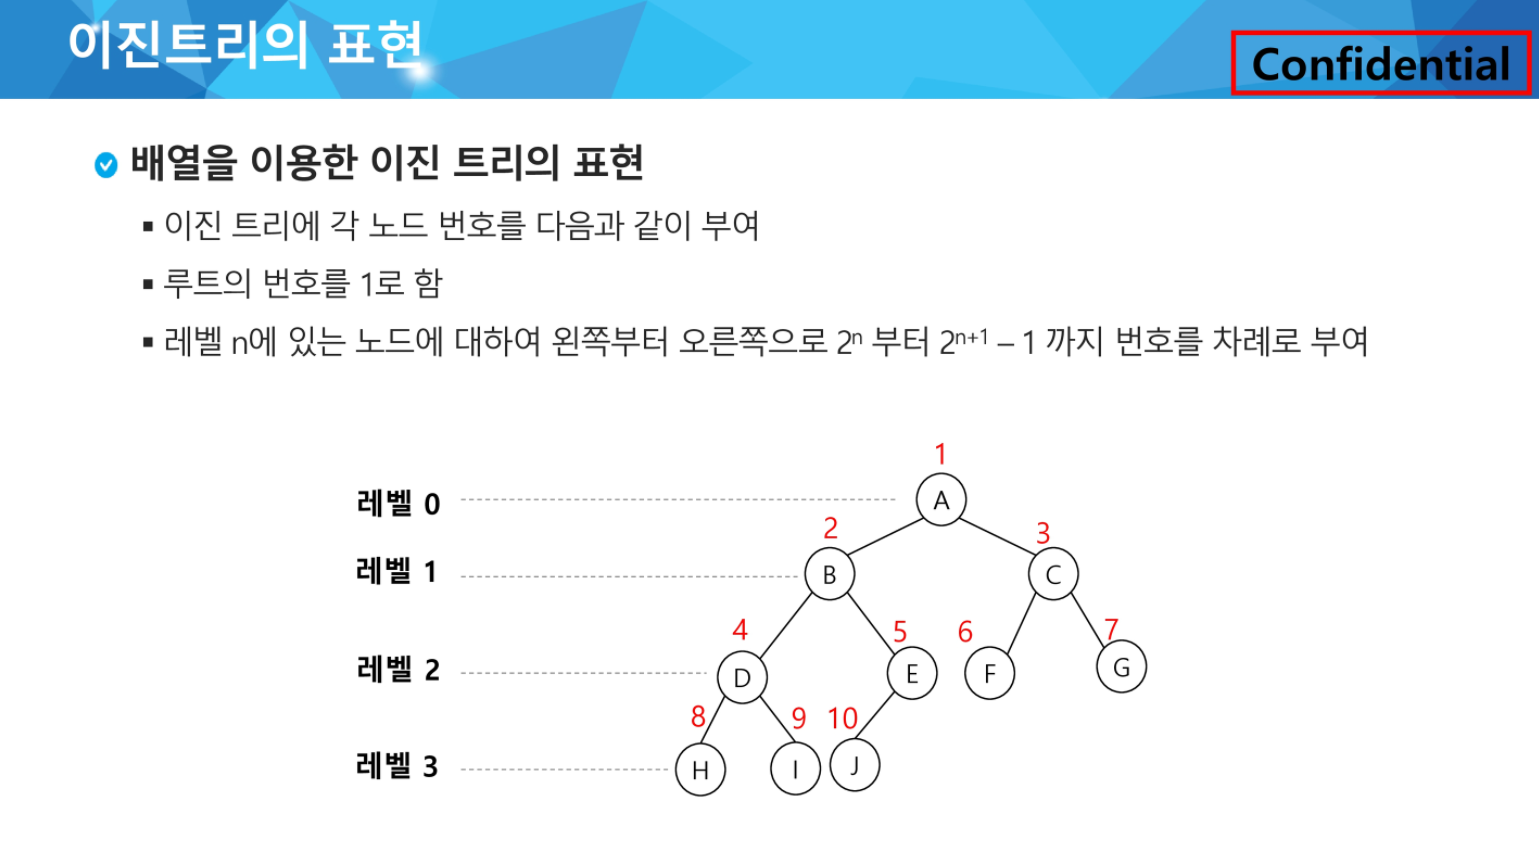 이진트리의 표현
Confidential
배열을 이용한 이진 트리의 표현
▪ 이진 트리에 각 노드 번호를 다음과 같이 부여
▪ 루트의 번호를 1로 함
▪ 레벨 n에 있는 노드에 대하여 왼쪽부터 오른쪽으로 2ⁿ 부터 2ⁿ⁺¹ – 1 까지 번호를 차례로 부여
1
레벨 0 A
2 3
레벨 1 B C
4 5 6 7
레벨 2 D E F G
8 9 10
레벨 3 H I J